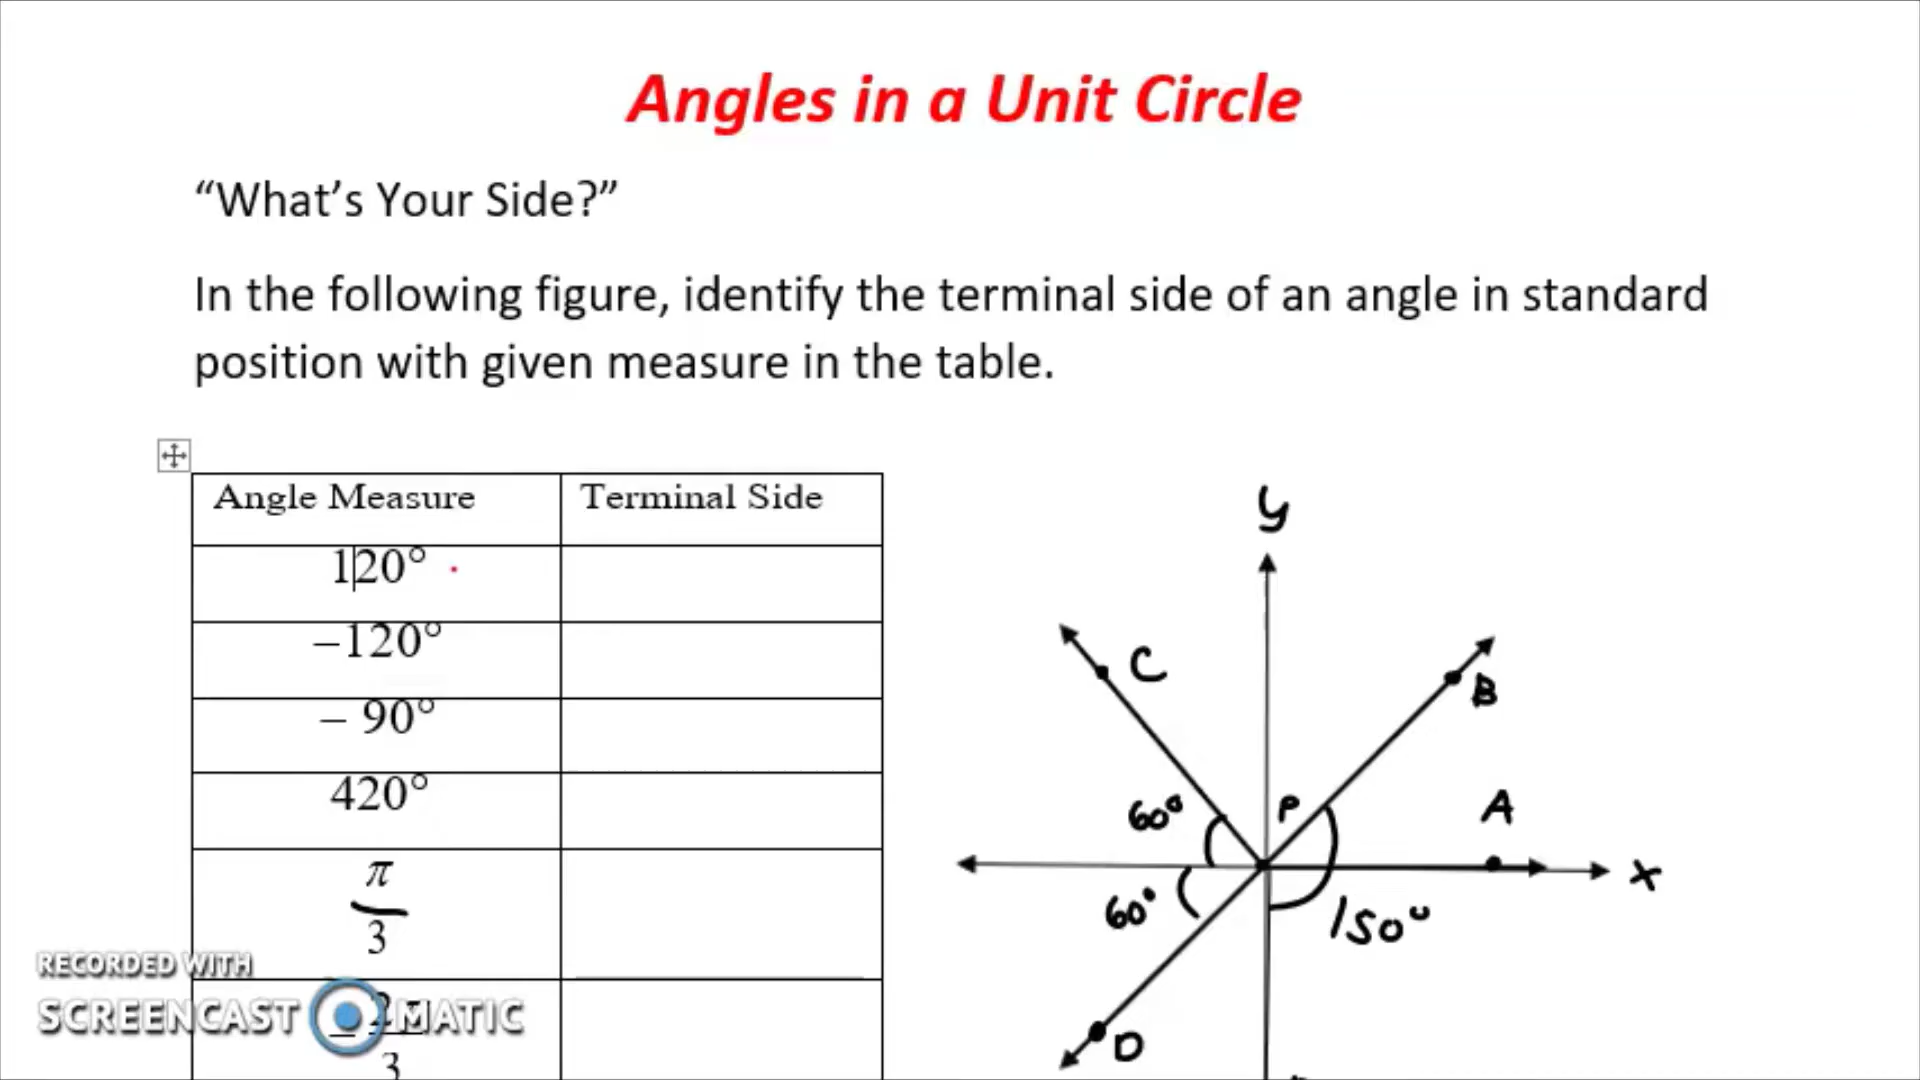 Angles in a Unit Circle
“What’s Your Side?”
In the following figure, identify the terminal side of an angle in standard
position with given measure in the table.
Angle Measure
Terminal Side
120°
–120°
– 90°
420°
π
3
3
y
C
B
60°
P
A
x
60°
150°
D
RECORDED WITH
SCREENCAST MATIC